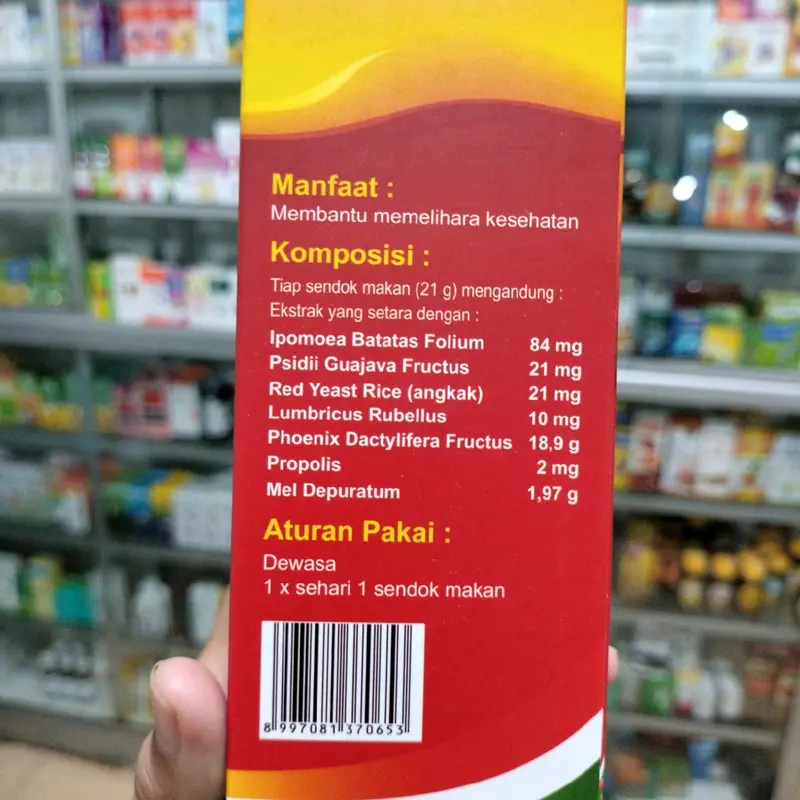 Manfaat :
Membantu memelihara kesehatan
Komposisi :
Tiap sendok makan (21 g) mengandung :
Ekstrak yang setara dengan :
Ipomoea Batatas Folium 84 mg
Psidii Guajava Fructus 21 mg
Red Yeast Rice (angkak) 21 mg
Lumbricus Rubellus 10 mg
Phoenix Dactylifera Fructus 18,9 g
Propolis 2 mg
Mel Depuratum 1,97 g
Aturan Pakai :
Dewasa
1 x sehari 1 sendok makan
8 997081 370653